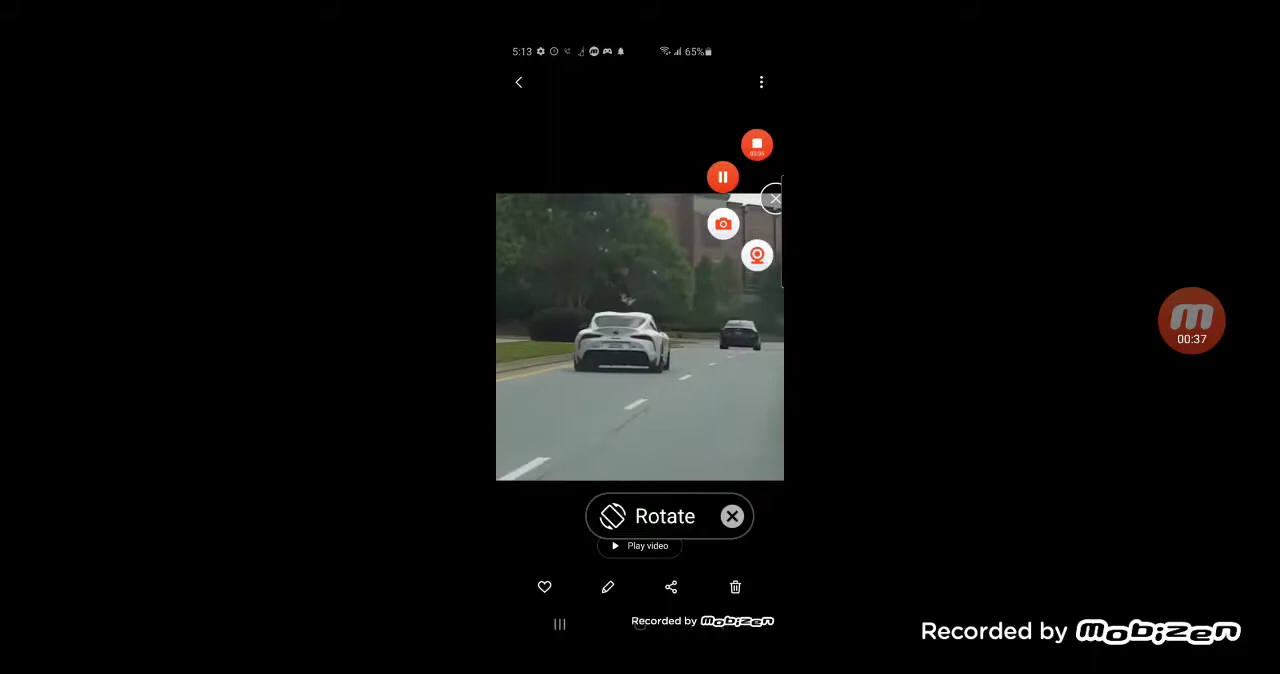 5:13
65%
Rotate
Play video
Recorded by mobizen
00:37
Recorded by mobizen